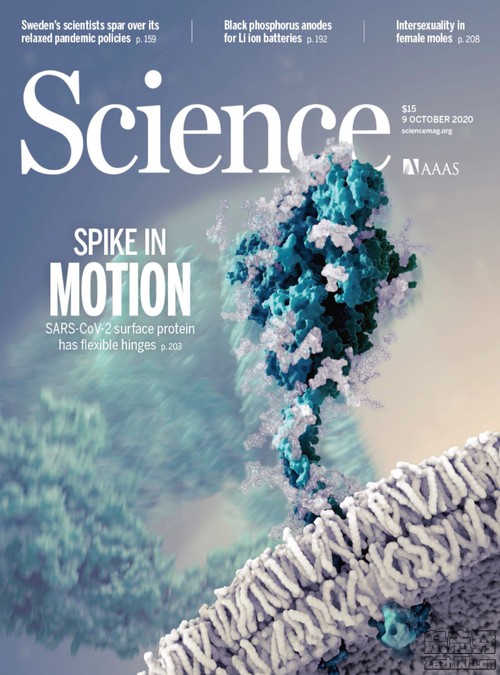 Sweden's scientists spar over its
relaxed pandemic policies p. 159
Black phosphorus anodes
for Li ion batteries p. 192
Intersexuality in
female moles p. 208
Science
$15
9 OCTOBER 2020
sciencemag.org
AAAS
SPIKE IN
MOTION
SARS-CoV-2 surface protein
has flexible hinges p. 203